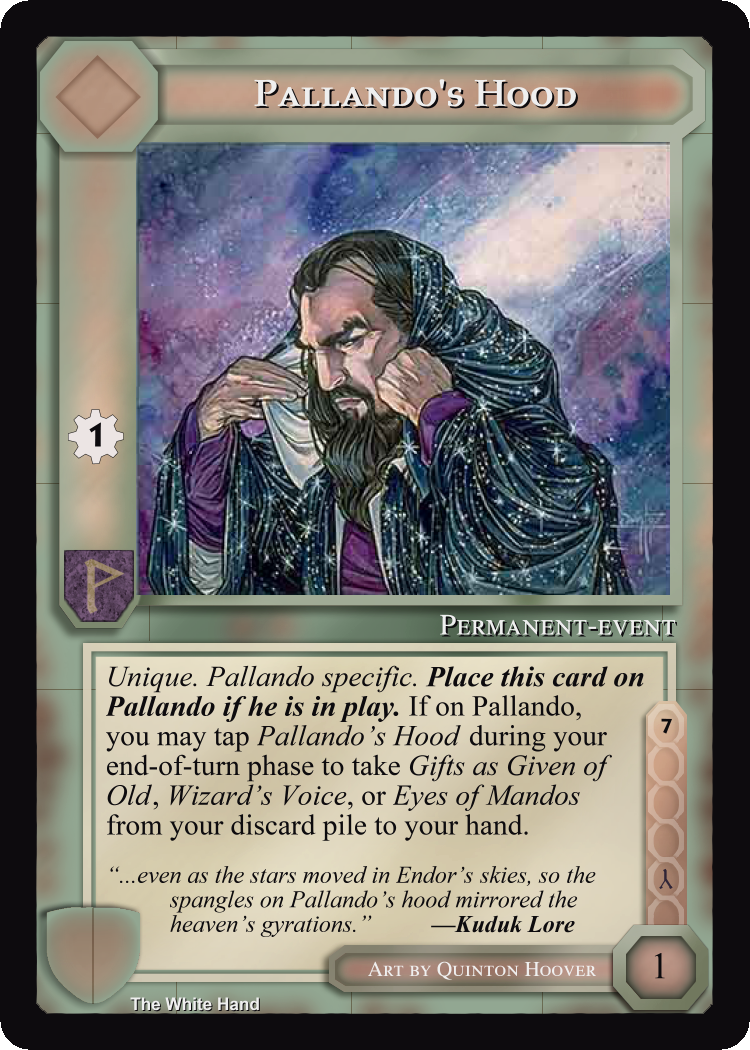 Pallando's Hood
1
Permanent-event
Unique. Pallando specific. Place this card on
Pallando if he is in play. If on Pallando,
you may tap Pallando's Hood during your
end-of-turn phase to take Gifts as Given of
Old, Wizard's Voice, or Eyes of Mandos
from your discard pile to your hand.
7
“...even as the stars moved in Endor's skies, so the
spangles on Pallando's hood mirrored the
heaven's gyrations.” —Kuduk Lore
Art by Quinton Hoover
1
The White Hand